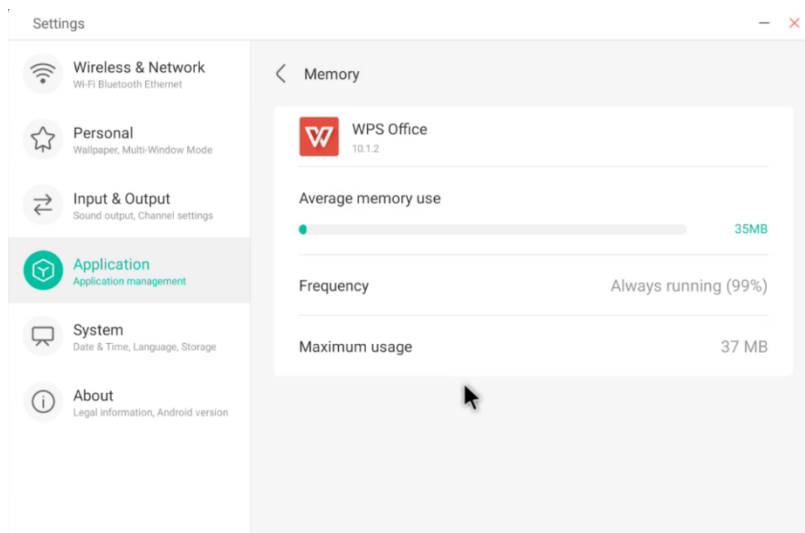 Settings
Wireless & Network
Wi-Fi Bluetooth Ethernet
Personal
Wallpaper, Multi-Window Mode
Input & Output
Sound output, Channel settings
Application
Application management
System
Date & Time, Language, Storage
About
Legal information, Android version
Memory
WPS Office
10.1.2
Average memory use
35MB
Frequency
Always running (99%)
Maximum usage
37 MB